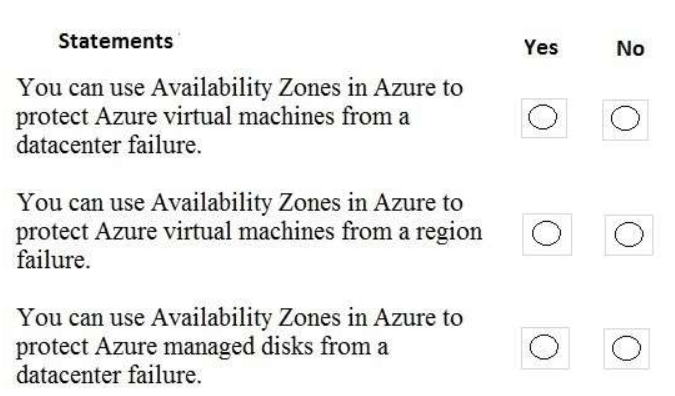 Statements
Yes No
You can use Availability Zones in Azure to
protect Azure virtual machines from a
datacenter failure.
You can use Availability Zones in Azure to
protect Azure virtual machines from a region
failure.
You can use Availability Zones in Azure to
protect Azure managed disks from a
datacenter failure.